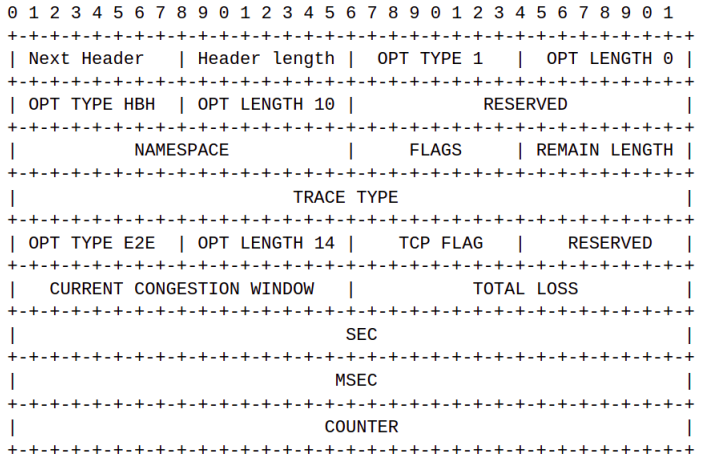 0 1 2 3 4 5 6 7 8 9 0 1 2 3 4 5 6 7 8 9 0 1 2 3 4 5 6 7 8 9 0 1
+-+-+-+-+-+-+-+-+-+-+-+-+-+-+-+-+-+-+-+-+-+-+-+-+-+-+-+-+-+-+-+-+
| Next Header   | Header length |  OPT TYPE 1   |  OPT LENGTH 0 |
+-+-+-+-+-+-+-+-+-+-+-+-+-+-+-+-+-+-+-+-+-+-+-+-+-+-+-+-+-+-+-+-+
| OPT TYPE HBH  | OPT LENGTH 10 |            RESERVED           |
+-+-+-+-+-+-+-+-+-+-+-+-+-+-+-+-+-+-+-+-+-+-+-+-+-+-+-+-+-+-+-+-+
|           NAMESPACE           |     FLAGS     | REMAIN LENGTH |
+-+-+-+-+-+-+-+-+-+-+-+-+-+-+-+-+-+-+-+-+-+-+-+-+-+-+-+-+-+-+-+-+
|                          TRACE TYPE                           |
+-+-+-+-+-+-+-+-+-+-+-+-+-+-+-+-+-+-+-+-+-+-+-+-+-+-+-+-+-+-+-+-+
| OPT TYPE E2E  | OPT LENGTH 14 |    TCP FLAG   |    RESERVED   |
+-+-+-+-+-+-+-+-+-+-+-+-+-+-+-+-+-+-+-+-+-+-+-+-+-+-+-+-+-+-+-+-+
|   CURRENT CONGESTION WINDOW   |           TOTAL LOSS          |
+-+-+-+-+-+-+-+-+-+-+-+-+-+-+-+-+-+-+-+-+-+-+-+-+-+-+-+-+-+-+-+-+
|                               SEC                             |
+-+-+-+-+-+-+-+-+-+-+-+-+-+-+-+-+-+-+-+-+-+-+-+-+-+-+-+-+-+-+-+-+
|                              MSEC                             |
+-+-+-+-+-+-+-+-+-+-+-+-+-+-+-+-+-+-+-+-+-+-+-+-+-+-+-+-+-+-+-+-+
|                             COUNTER                           |
+-+-+-+-+-+-+-+-+-+-+-+-+-+-+-+-+-+-+-+-+-+-+-+-+-+-+-+-+-+-+-+-+